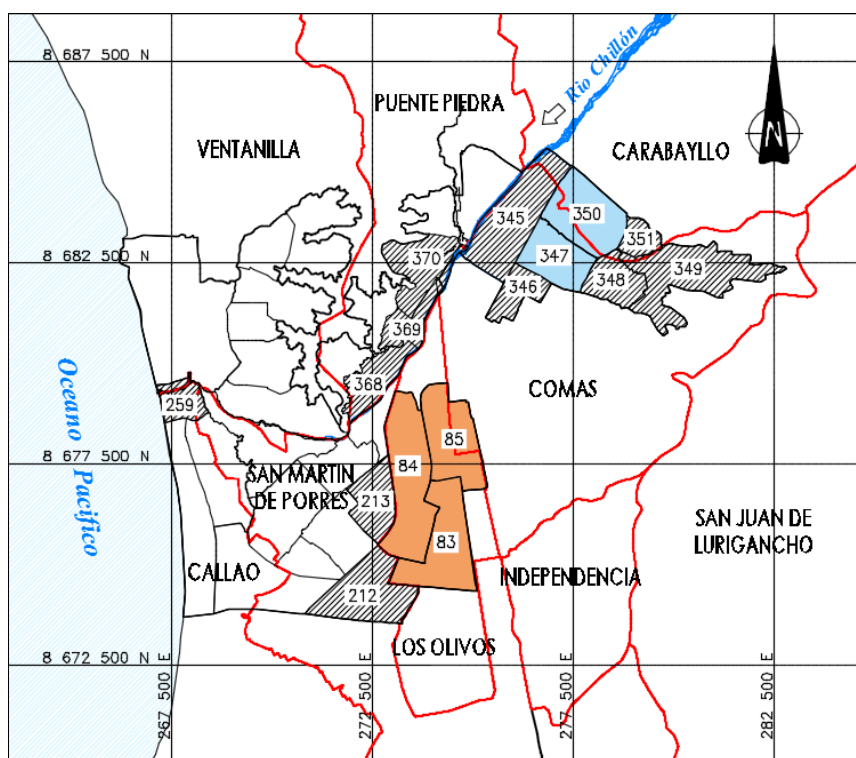 8 687 500 N
PUENTE PIEDRA
Rio Chillón
N
VENTANILLA
CARABAYLLO
345
350
351
8 682 500 N
370
347
349
348
346
369
Oceano Pacifico
368
COMAS
259
85
8 677 500 N
84
SAN MARTIN
DE PORRES
213
SAN JUAN DE
LURIGANCHO
83
CALLAO
INDEPENDENCIA
212
LOS OLIVOS
8 672 500 N
267 500 E
272 500 E
277 500 E
282 500 E